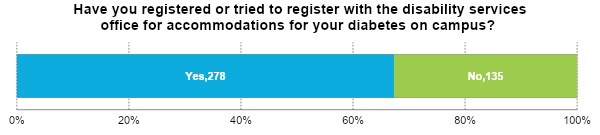 Have you registered or tried to register with the disability services
office for accommodations for your diabetes on campus?
Yes,278 No,135
0% 20% 40% 60% 80% 100%